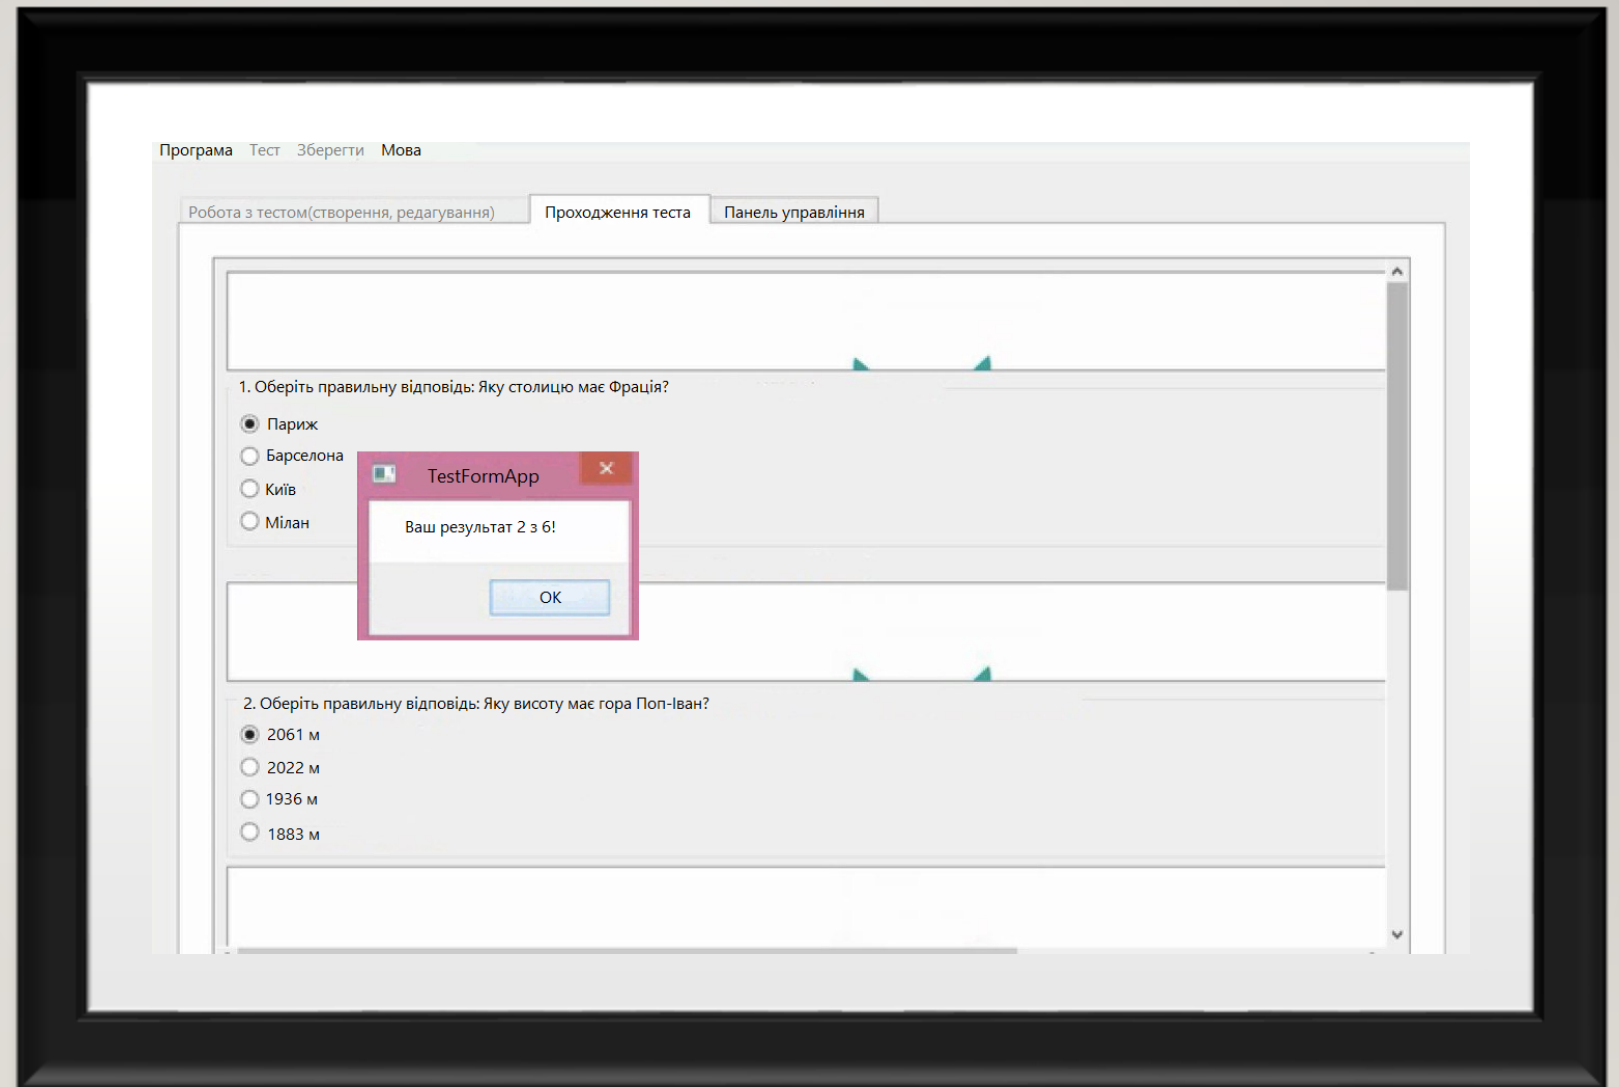 Програма Тест Зберегти Мова
Робота з тестом(створення, редагування) Проходження теста Панель управління
1. Оберіть правильну відповідь: Яку столицю має Фрація?
Париж
Барселона
Київ
Мілан
TestFormApp
Ваш результат 2 з 6!
OK
2. Оберіть правильну відповідь: Яку висоту має гора Поп-Іван?
2061 м
2022 м
1936 м
1883 м